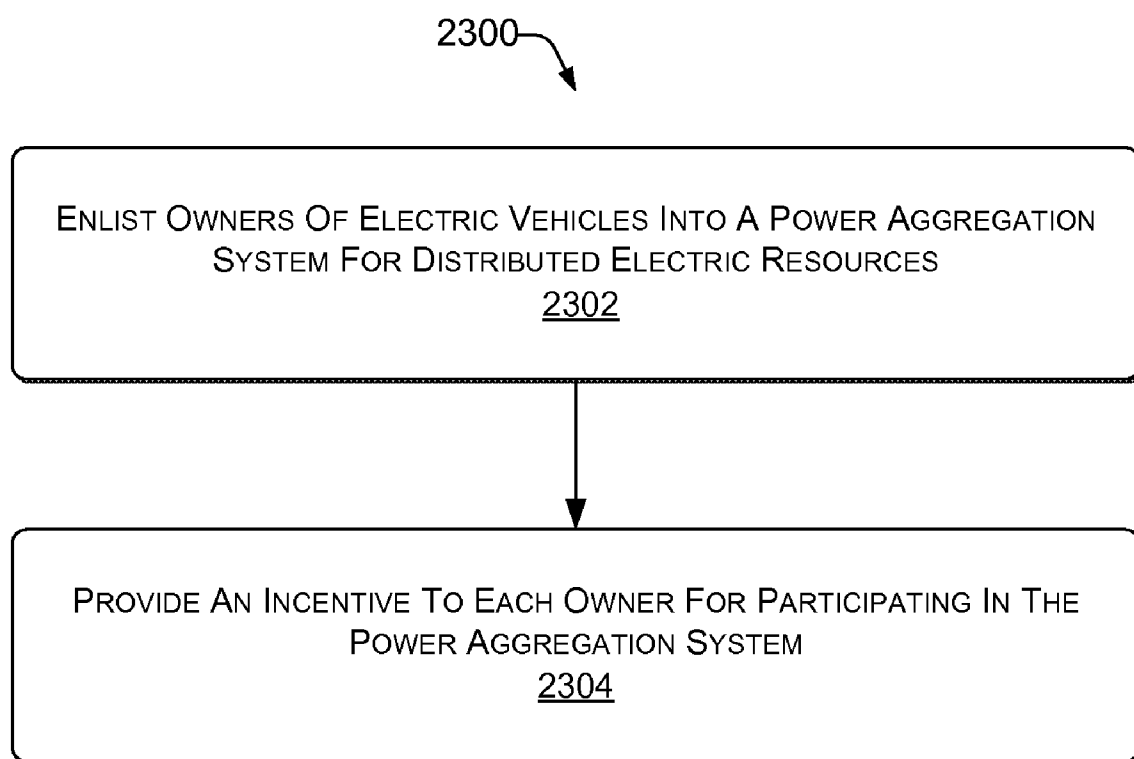 2300
ENLIST OWNERS OF ELECTRIC VEHICLES INTO A POWER AGGREGATION
SYSTEM FOR DISTRIBUTED ELECTRIC RESOURCES
2302
PROVIDE AN INCENTIVE TO EACH OWNER FOR PARTICIPATING IN THE
POWER AGGREGATION SYSTEM
2304